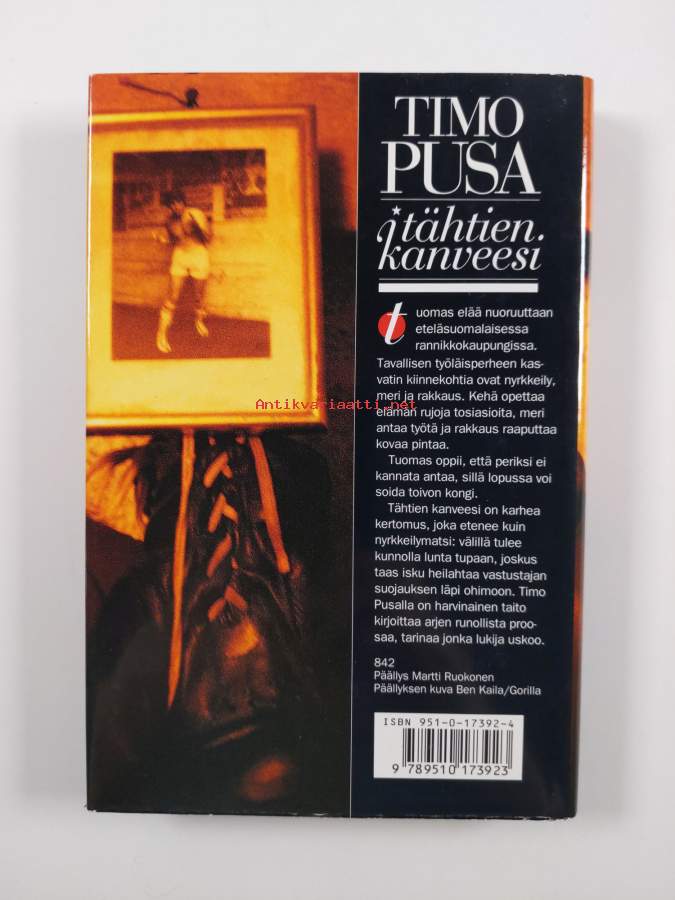 TIMO
PUSA
tähtien
kanveesi
tuomas elää nuoruuttaan
eteläsuomalaisessa
rannikkokaupungissa.
Tavallisen työläisperheen kas-
vatin kiinnekohtia ovat nyrkkeily,
meri ja rakkaus. Kehä opettaa
Antikvariaatti.net
elämän rujoja tosiasioita, meri
antaa työtä ja rakkaus raaputtaa
kovaa pintaa.
Tuomas oppii, että periksi ei
kannata antaa, sillä lopussa voi
soida toivon kongi.
Tähtien kanveesi on karhea
kertomus, joka etenee kuin
nyrkkeilymatsi: välillä tulee
kunnolla lunta tupaan, joskus
taas isku heilahtaa vastustajan
suojauksen läpi ohimoon. Timo
Pusalla on harvinainen taito
kirjoittaa arjen runollista proo-
saa, tarinaa jonka lukija uskoo.
842
Päällys Martti Ruokonen
Päällyksen kuva Ben Kaila/Gorilla
ISBN 951-0-17392-4
9 789510 173923